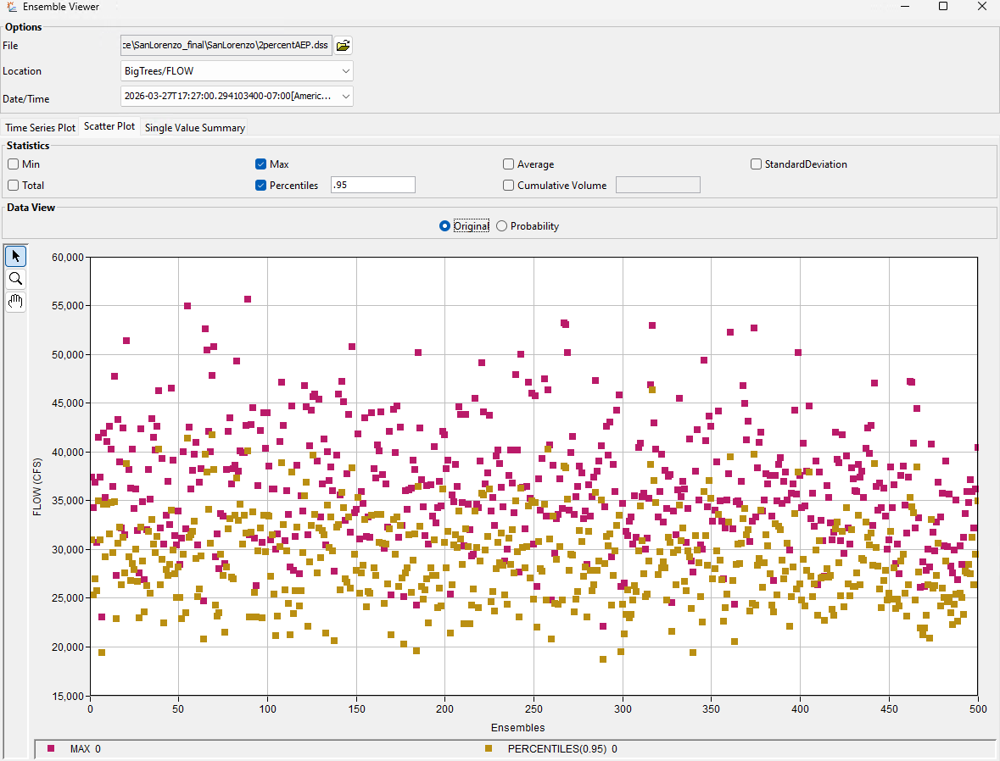 Ensemble Viewer
Options
File ce\SanLorenzo_final\SanLorenzo\2percentAEP.dss
Location BigTrees/FLOW
Date/Time 2026-03-27T17:27:00.294103400-07:00[Americ...
Time Series Plot Scatter Plot Single Value Summary
Statistics
Min Max Average StandardDeviation
Total Percentiles .95 Cumulative Volume
Data View
Original Probability
60,000
55,000
50,000
45,000
40,000
35,000
30,000
25,000
20,000
15,000
FLOW (CFS)
0 50 100 150 200 250 300 350 400 450 500
Ensembles
MAX 0 PERCENTILES(0.95) 0